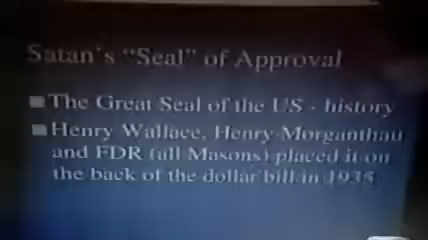 Satan's "Seal" of Approval
The Great Seal of the US - history
Henry Wallace, Henry Morganthau
and FDR (all Masons) placed it on
the back of the dollar bill in 1935